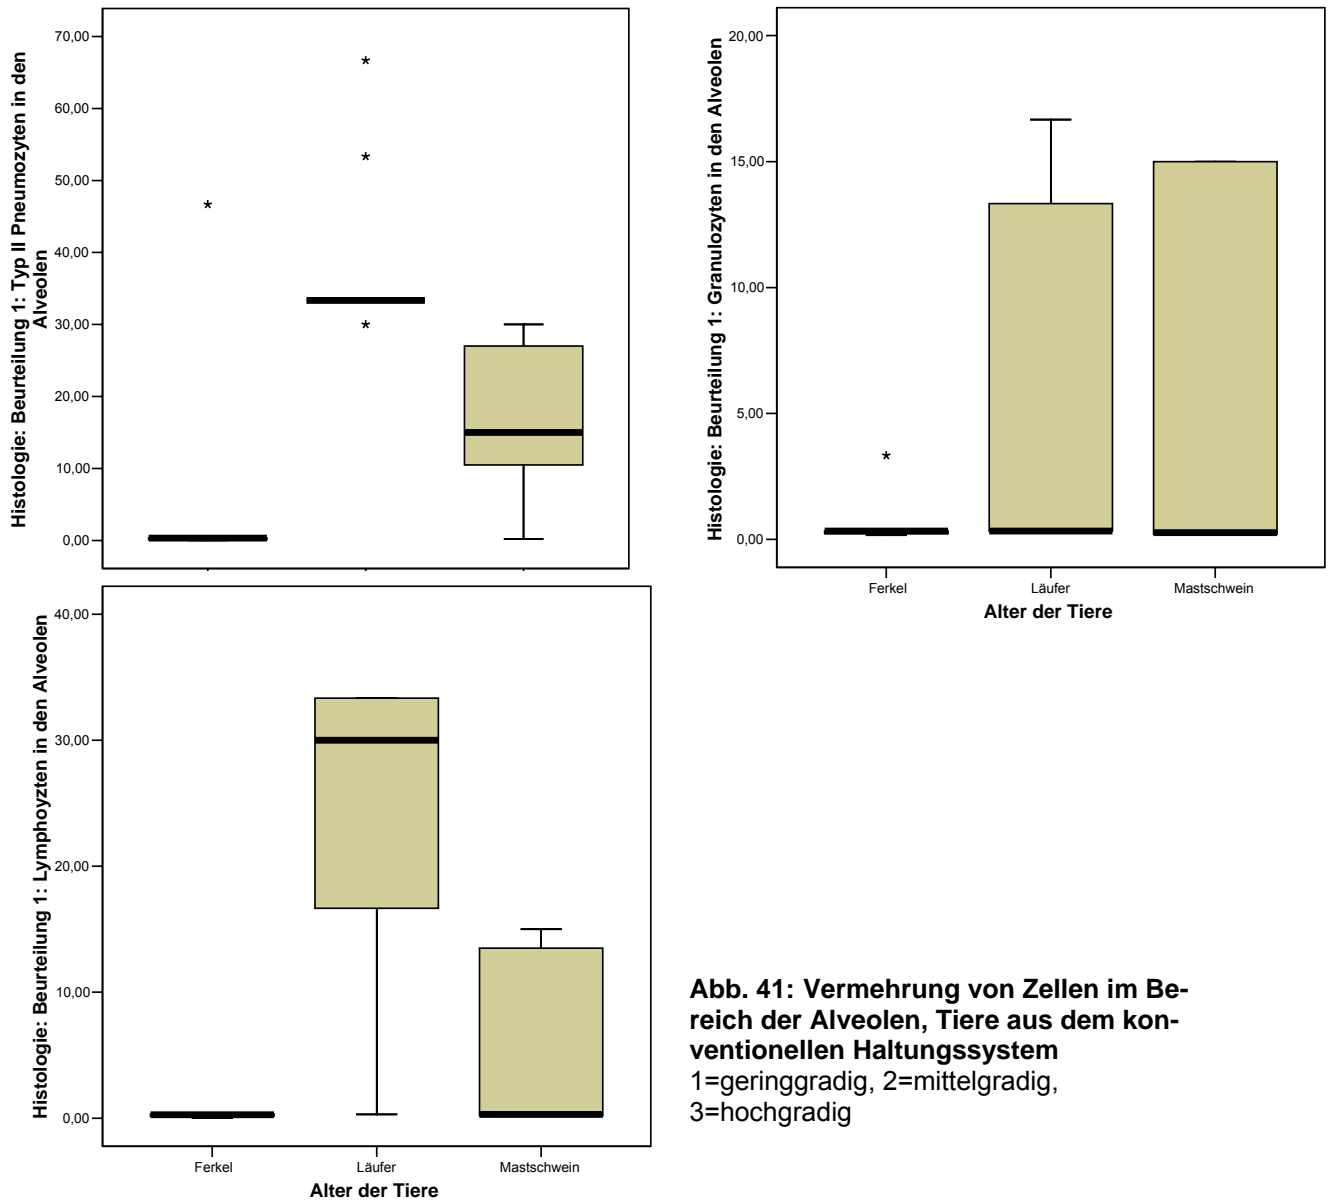 Histologie: Beurteilung 1: Typ II Pneumozyten in den
Alveolen
70,00
60,00
50,00
40,00
30,00
20,00
10,00
0,00
Histologie: Beurteilung 1: Granulozyten in den Alveolen
20,00
15,00
10,00
5,00
0,00
Ferkel Läufer Mastschwein
Alter der Tiere
Histologie: Beurteilung 1: Lymphoyzten in den Alveolen
40,00
30,00
20,00
10,00
0,00
Ferkel Läufer Mastschwein
Alter der Tiere
Abb. 41: Vermehrung von Zellen im Be-
reich der Alveolen, Tiere aus dem kon-
ventionellen Haltungssystem
1=geringgradig, 2=mittelgradig,
3=hochgradig